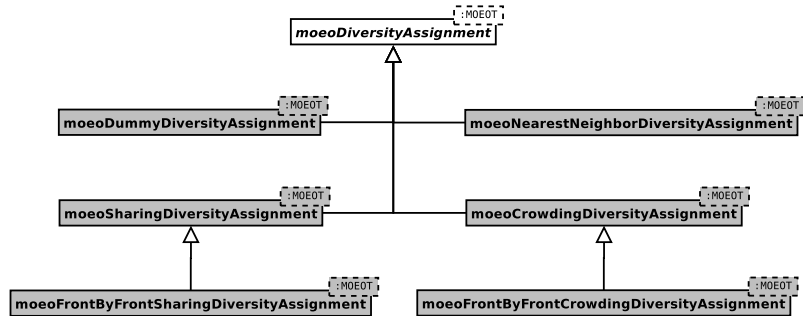 :MOEOT
moeoDiversityAssignment
:MOEOT
moeoDummyDiversityAssignment
:MOEOT
moeoNearestNeighborDiversityAssignment
:MOEOT
moeoSharingDiversityAssignment
:MOEOT
moeoCrowdingDiversityAssignment
:MOEOT
moeoFrontByFrontSharingDiversityAssignment
:MOEOT
moeoFrontByFrontCrowdingDiversityAssignment